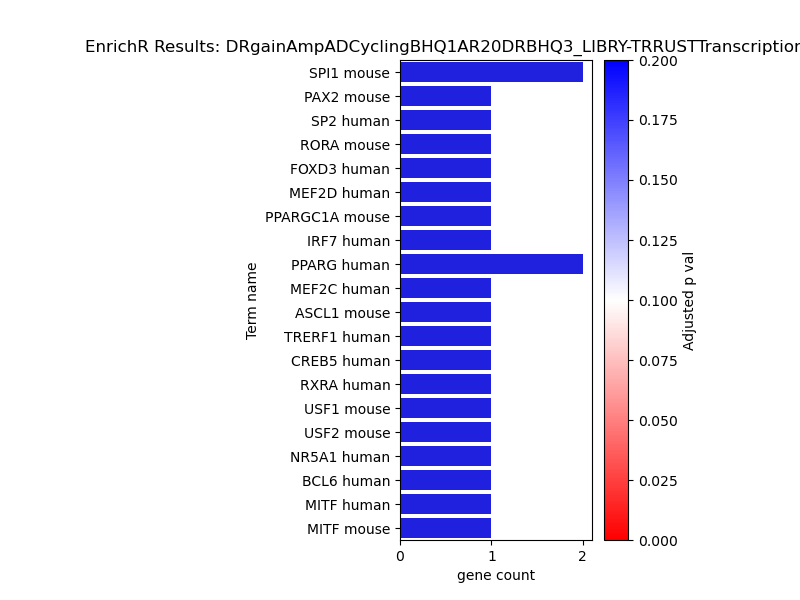 EnrichR Results: DRgainAmpADCyclingBHQ1AR20DRBHQ3_LIBRY-TRRUSTTranscription
SPI1 mouse
PAX2 mouse
SP2 human
RORA mouse
FOXD3 human
MEF2D human
PPARGC1A mouse
IRF7 human
PPARG human
MEF2C human
ASCL1 mouse
TRERF1 human
CREB5 human
RXRA human
USF1 mouse
USF2 mouse
NR5A1 human
BCL6 human
MITF human
MITF mouse
Term name
0 1 2
gene count
0.200
0.175
0.150
0.125
0.100
0.075
0.050
0.025
0.000
Adjusted p val